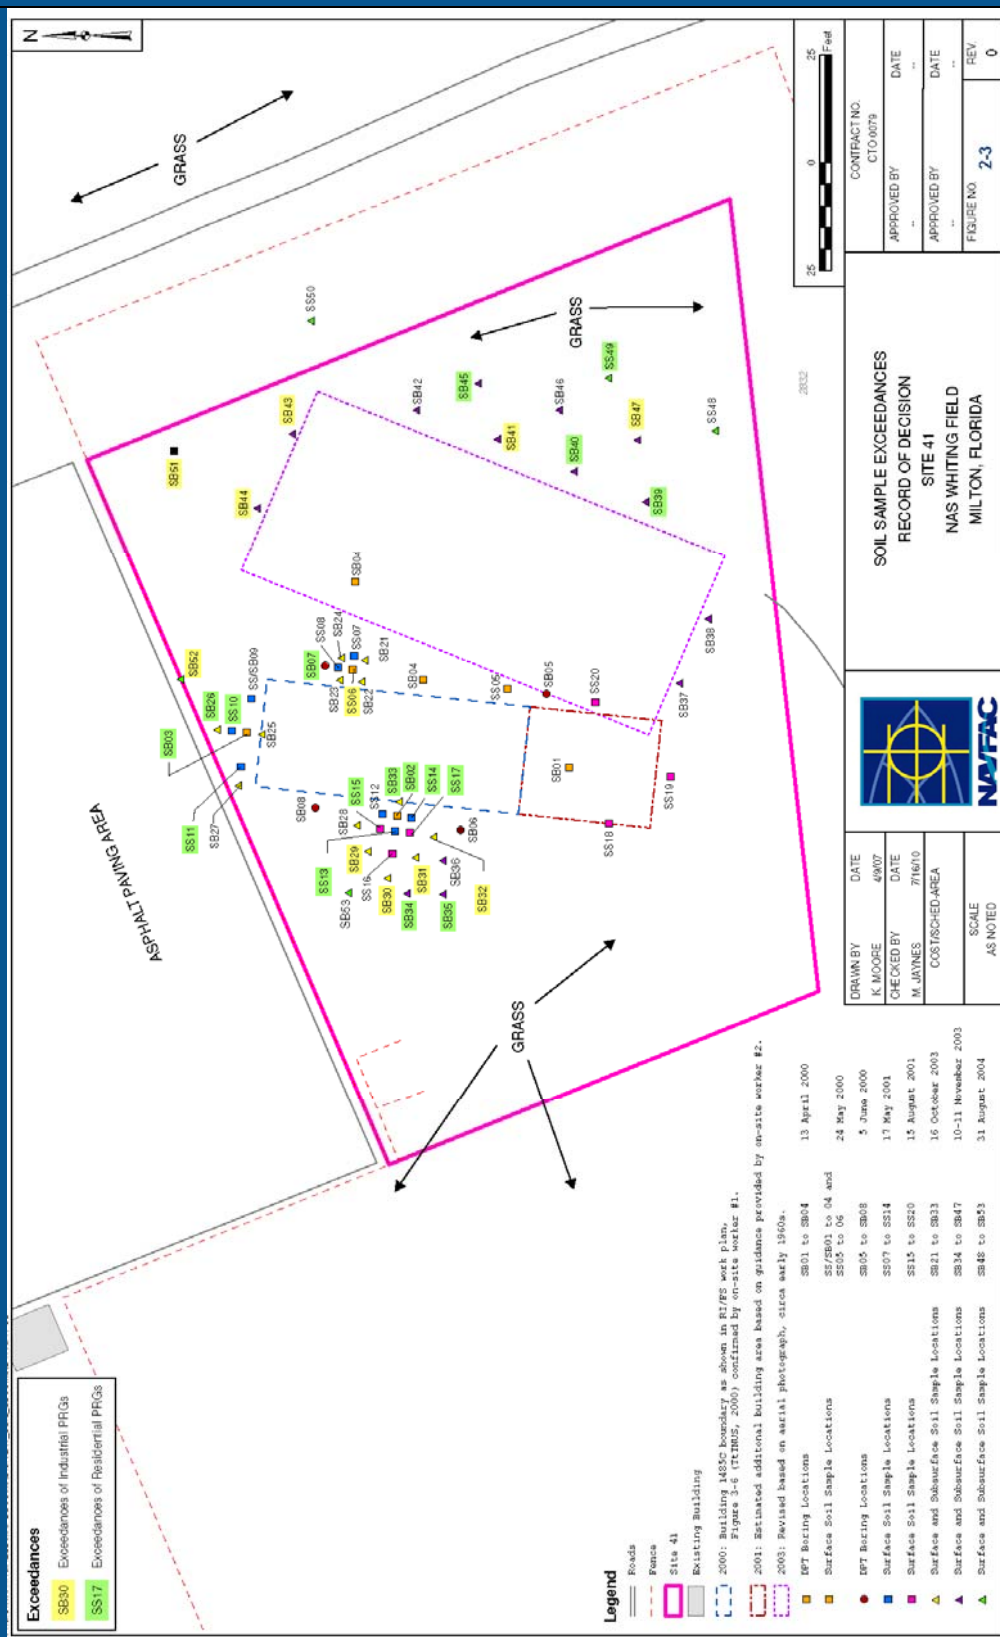 N
Exceedances
SB30 Exceedances of Industrial PRGs
SS17 Exceedances of Residential PRGs
ASPHALT PAVING AREA
GRASS
GRASS
GRASS
SB51
SB43
SB44
SS50
SB42
SB45
SB41
SB46
SS49
SB40
SB47
SS48
SB39
SB38
SB37
SB04
SB52
SB26
SS10
SS/SB09
SB03
SB25
SS11
SB27
SB07
SS08
SB24
SS07
SB21
SB23
SS06
SB22
SB04
SS05
SB05
SS20
SB01
SS19
SS18
SB08
SB28
SS15
SS12
SB33
SB02
SS14
SS17
SS13
SB29
SS16
SB53
SB30
SB31
SB34
SB06
SB36
SB35
SB32
2832
25 0 25
Feet
Legend
Roads
Fence
Site 41
Existing Building
2000: Building 1485C boundary as shown in RI/FS work plan,
Figure 3-6 (TtNUS, 2000) confirmed by on-site worker #1.
2001: Estimated additonal building area based on guidance provided by on-site worker #2.
2003: Revised based on aerial photograph, circa early 1960s.
DPT Boring Locations SB01 to SB04 13 April 2000
Surface Soil Sample Locations SS/SB01 to 04 and
SS05 to 06 24 May 2000
DPT Boring Locations SB05 to SB08 5 June 2000
Surface Soil Sample Locations SS07 to SS14 17 May 2001
Surface Soil Sample Locations SS15 to SS20 15 August 2001
Surface and Subsurface Soil Sample Locations SB21 to SB33 16 October 2003
Surface and Subsurface Soil Sample Locations SB34 to SB47 10-11 November 2003
Surface and Subsurface Soil Sample Locations SB48 to SB53 31 August 2004
DRAWN BY DATE
K. MOORE 4/9/07
CHECKED BY DATE
M. JAYNES 7/16/10
COST/SCHED-AREA
SCALE
AS NOTED
NAVFAC
SOIL SAMPLE EXCEEDANCES
RECORD OF DECISION
SITE 41
NAS WHITING FIELD
MILTON, FLORIDA
CONTRACT NO.
CTO 0079
APPROVED BY DATE
-- --
APPROVED BY DATE
-- --
FIGURE NO. REV.
2-3 0